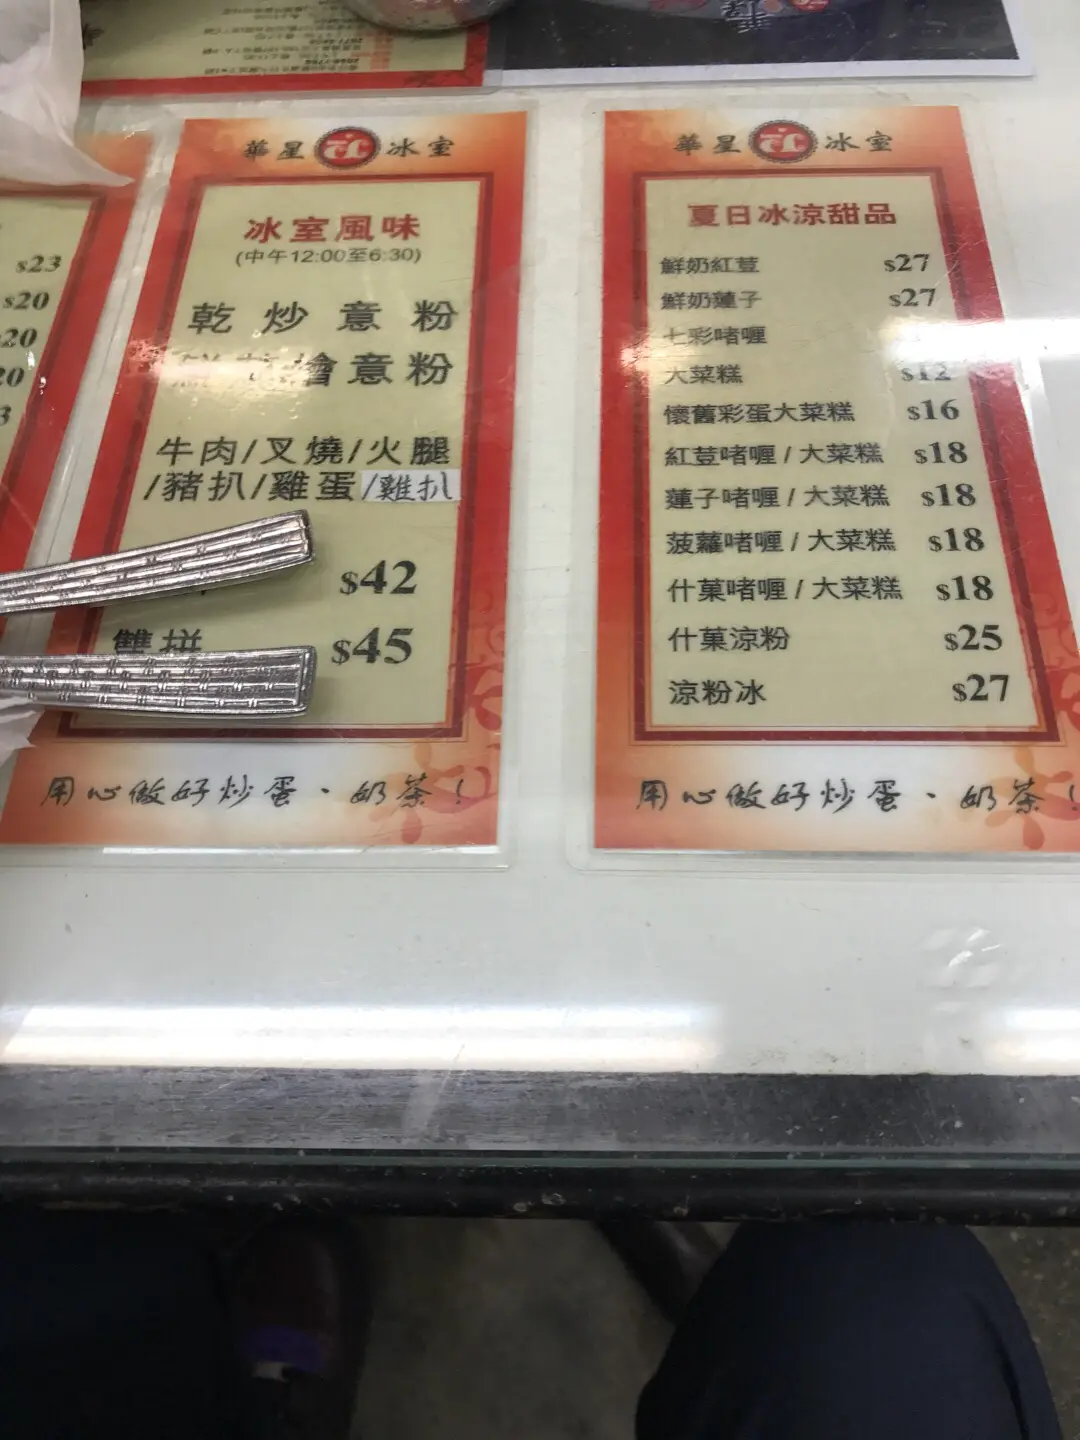 $23
$20
20
20
3
華星冰室
冰室風味
(中午12:00至6:30)
乾炒意粉
燴意粉
牛肉/叉燒/火腿
/豬扒/雞蛋/雞扒
$42
雙拼 $45
用心做好炒蛋、奶茶!
華星冰室
夏日冰涼甜品
鮮奶紅荳 $27
鮮奶蓮子 $27
七彩啫喱
大菜糕 $12
懷舊彩蛋大菜糕 $16
紅荳啫喱/大菜糕 $18
蓮子啫喱/大菜糕 $18
菠蘿啫喱/大菜糕 $18
什菓啫喱/大菜糕 $18
什菓涼粉 $25
涼粉冰 $27
用心做好炒蛋、奶茶!